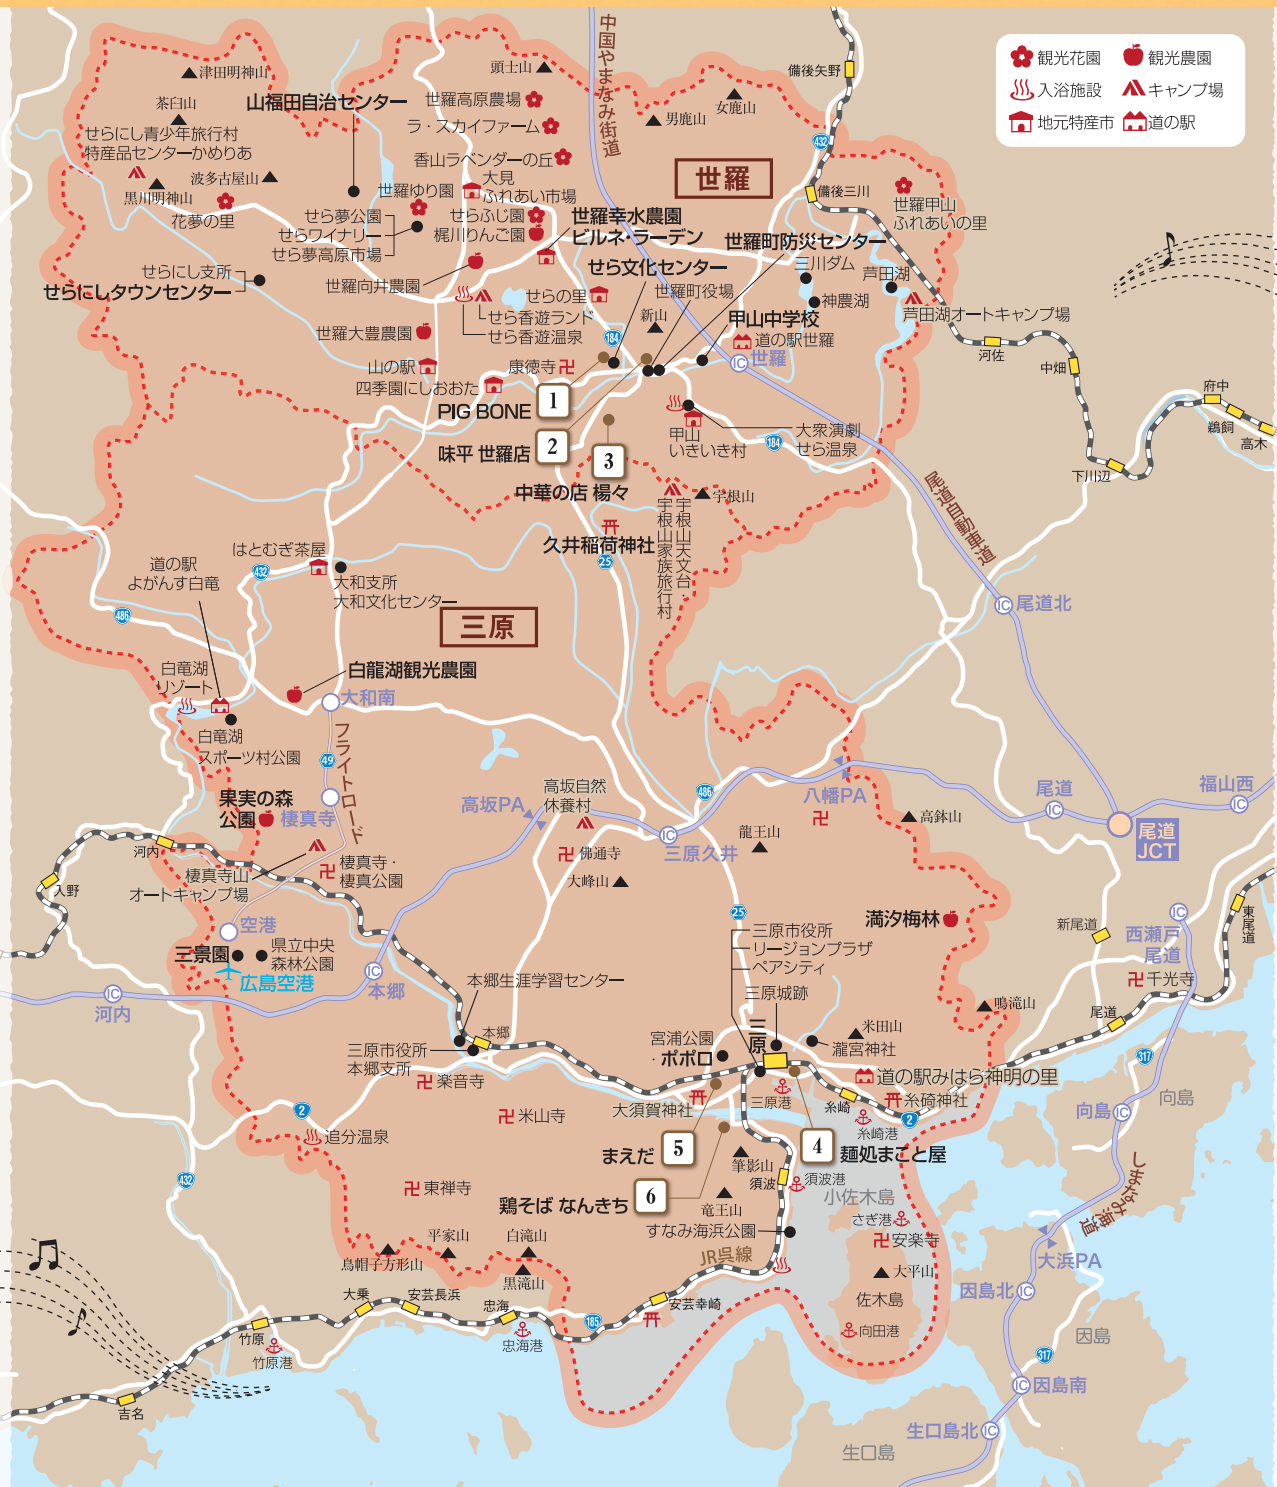 観光花園
観光農園
入浴施設
キャンプ場
地元特産市
道の駅
中国やまなみ街道
備後矢野
頭士山
女鹿山
男鹿山
津田明神山
茶臼山
山福田自治センター
世羅高原農場
ラ・スカイファーム
香山ラベンダーの丘
せらにし青少年旅行村
特産品センターかめりあ
波多古屋山
黒川明神山
花夢の里
世羅ゆり園
大見
ふれあい市場
せら夢公園
せらワイナリー
せら夢高原市場
せらふじ園
梶川りんご園
世羅幸水農園
ビルネ・ラーデン
世羅
432
備後三川
世羅甲山
ふれあいの里
世羅町防災センター
三川ダム
芦田湖
神農湖
芦田湖オートキャンプ場
せらにし支所
せらにしタウンセンター
世羅向井農園
せら文化センター
世羅町役場
せらの里
新山
せら香遊ランド
せら香遊温泉
甲山中学校
道の駅世羅
IC
世羅
世羅大豊農園
184
山の駅
四季園にしおおた
康徳寺
PIG BONE
1
味平 世羅店
2
3
中華の店 楊々
甲山
いきいき村
大衆演劇
せら温泉
184
河佐
中畑
府中
鵜飼
高木
下川辺
尾道自動車道
宇根山
宇根山天文台・
宇根山家族旅行村
久井稲荷神社
25
はとむぎ茶屋
大和支所
大和文化センター
432
道の駅
よがんす白竜
486
三原
IC
尾道北
白竜湖
リゾート
白龍湖観光農園
大和南
白竜湖
スポーツ村公園
フライトロード
49
果実の森
公園
棲真寺
高坂PA
高坂自然
休養村
486
八幡PA
尾道
IC
福山西
IC
尾道
JCT
高鉢山
龍王山
IC
三原久井
佛通寺
大峰山
河内
入野
棲真寺山
オートキャンプ場
棲真寺・
棲真公園
空港
三景園
県立中央
森林公園
広島空港
IC
河内
IC
本郷
25
満汐梅林
三原市役所
リージョンプラザ
ペアシティ
三原城跡
新尾道
IC
西瀬戸
尾道
東尾道
千光寺
尾道
鳴滝山
本郷生涯学習センター
本郷
三原市役所
本郷支所
楽音寺
宮浦公園
・ポポロ
三原
米田山
瀧宮神社
道の駅みはら神明の里
糸碕神社
三原港
糸崎
糸崎港
2
317
向島
IC
向島
2
追分温泉
米山寺
大須賀神社
まえだ
5
4
麺処まこと屋
432
東禅寺
鶏そば なんきち
6
筆影山
竜王山
須波
須波港
小佐木島
すなみ海浜公園
さぎ港
安楽寺
大平山
佐木島
向田港
JR呉線
平家山
烏帽子方形山
白滝山
黒滝山
大乗
安芸長浜
忠海
忠海港
185
安芸幸崎
竹原
竹原港
吉名
しまなみ海道
大浜PA
因島北
IC
因島
317
IC
因島南
生口島北
IC
生口島